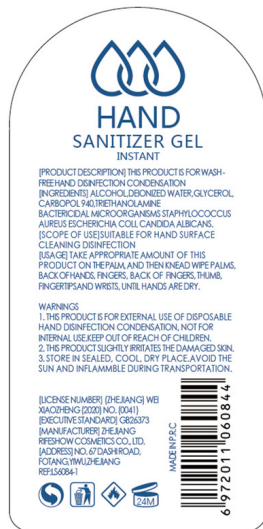 HAND
SANITIZER GEL
INSTANT
[PRODUCT DESCRIPTION] THIS PRODUCT IS FOR WASH-
FREE HAND DISINFECTION CONDENSATION
[INGREDIENTS] ALCOHOL,DEIONIZED WATER,GLYCEROL,
CARBOPOL 940,TRIETHANOLAMINE
BACTERICIDAL MICROORGANISMS STAPHYLOCOCCUS
AUREUS ESCHERICHIA COLI, CANDIDA ALBICANS.
[SCOPE OF USE]SUITABLE FOR HAND SURFACE
CLEANING DISINFECTION
[USAGE] TAKE APPROPRIATE AMOUNT OF THIS
PRODUCT ON THE PALM, AND THEN KNEAD WIPE PALMS,
BACK OF HANDS, FINGERS, BACK OF FINGERS, THUMB,
FINGERTIPS AND WRISTS, UNTIL HANDS ARE DRY.
WARNINGS
1. THIS PRODUCT IS FOR EXTERNAL USE OF DISPOSABLE
HAND DISINFECTION CONDENSATION, NOT FOR
INTERNAL USE.KEEP OUT OF REACH OF CHILDREN.
2. THIS PRODUCT SLIGHTLY IRRITATES THE DAMAGED SKIN.
3. STORE IN SEALED, COOL, DRY PLACE.AVOID THE
SUN AND INFLAMMBLE DURING TRANSPORTATION.
[LICENSE NUMBER] (ZHEJIANG) WEI
XIAOZHENG (2020) NO. (0041)
[EXECUTIVE STANDARD] GB26373
[MANUFACTURER] ZHEJIANG
RIFESHOW COSMETICS CO., LTD.
[ADDRESS] NO. 67 DASHI ROAD,
FOTANG,YIWU,ZHEJIANG
REF:LS6084-1
24M
MADE IN P.R.C
6 972011 060844